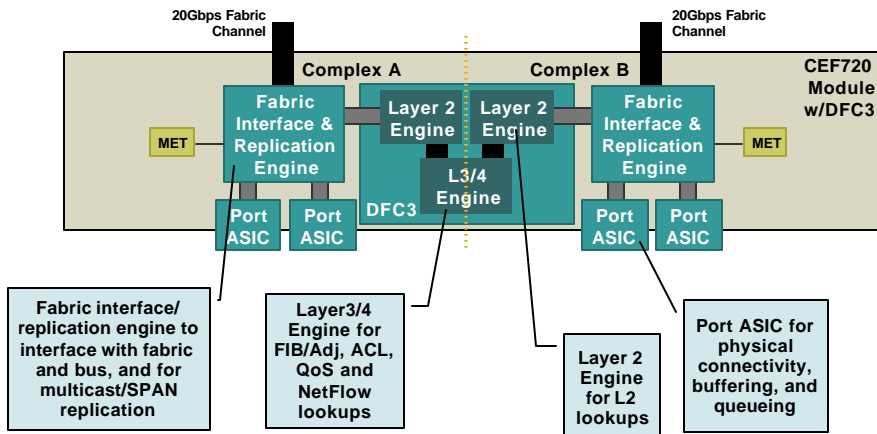 20Gbps Fabric
Channel
20Gbps Fabric
Channel
Complex A
Complex B
CEF720
Module
w/DFC3
Fabric
Interface &
Replication
Engine
Layer 2
Engine
Layer 2
Engine
Fabric
Interface &
Replication
Engine
MET
MET
L3/4
Engine
DFC3
Port
ASIC
Port
ASIC
Port
ASIC
Port
ASIC
Fabric interface/
replication engine to
interface with fabric
and bus, and for
multicast/SPAN
replication
Layer3/4
Engine for
FIB/Adj, ACL,
QoS and
NetFlow
lookups
Layer 2
Engine
for L2
lookups
Port ASIC for
physical
connectivity,
buffering, and
queueing